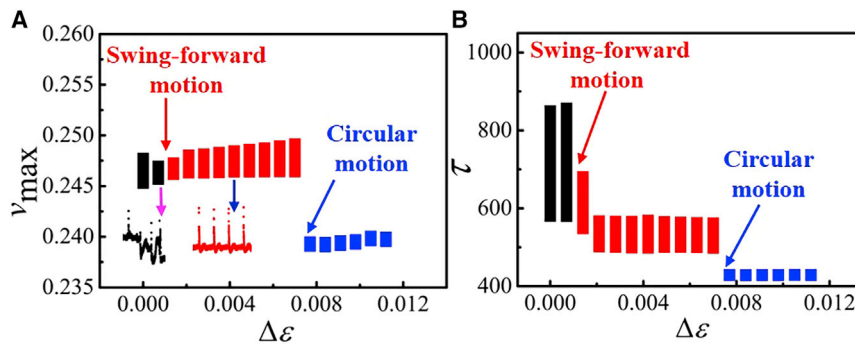 A
0.260
0.255
0.250
0.245
0.240
0.235
vmax
Swing-forward
motion
Circular
motion
0.000
0.004
0.008
0.012
Δε
B
1000
800
600
400
τ
Swing-forward
motion
Circular
motion
0.000
0.004
0.008
0.012
Δε